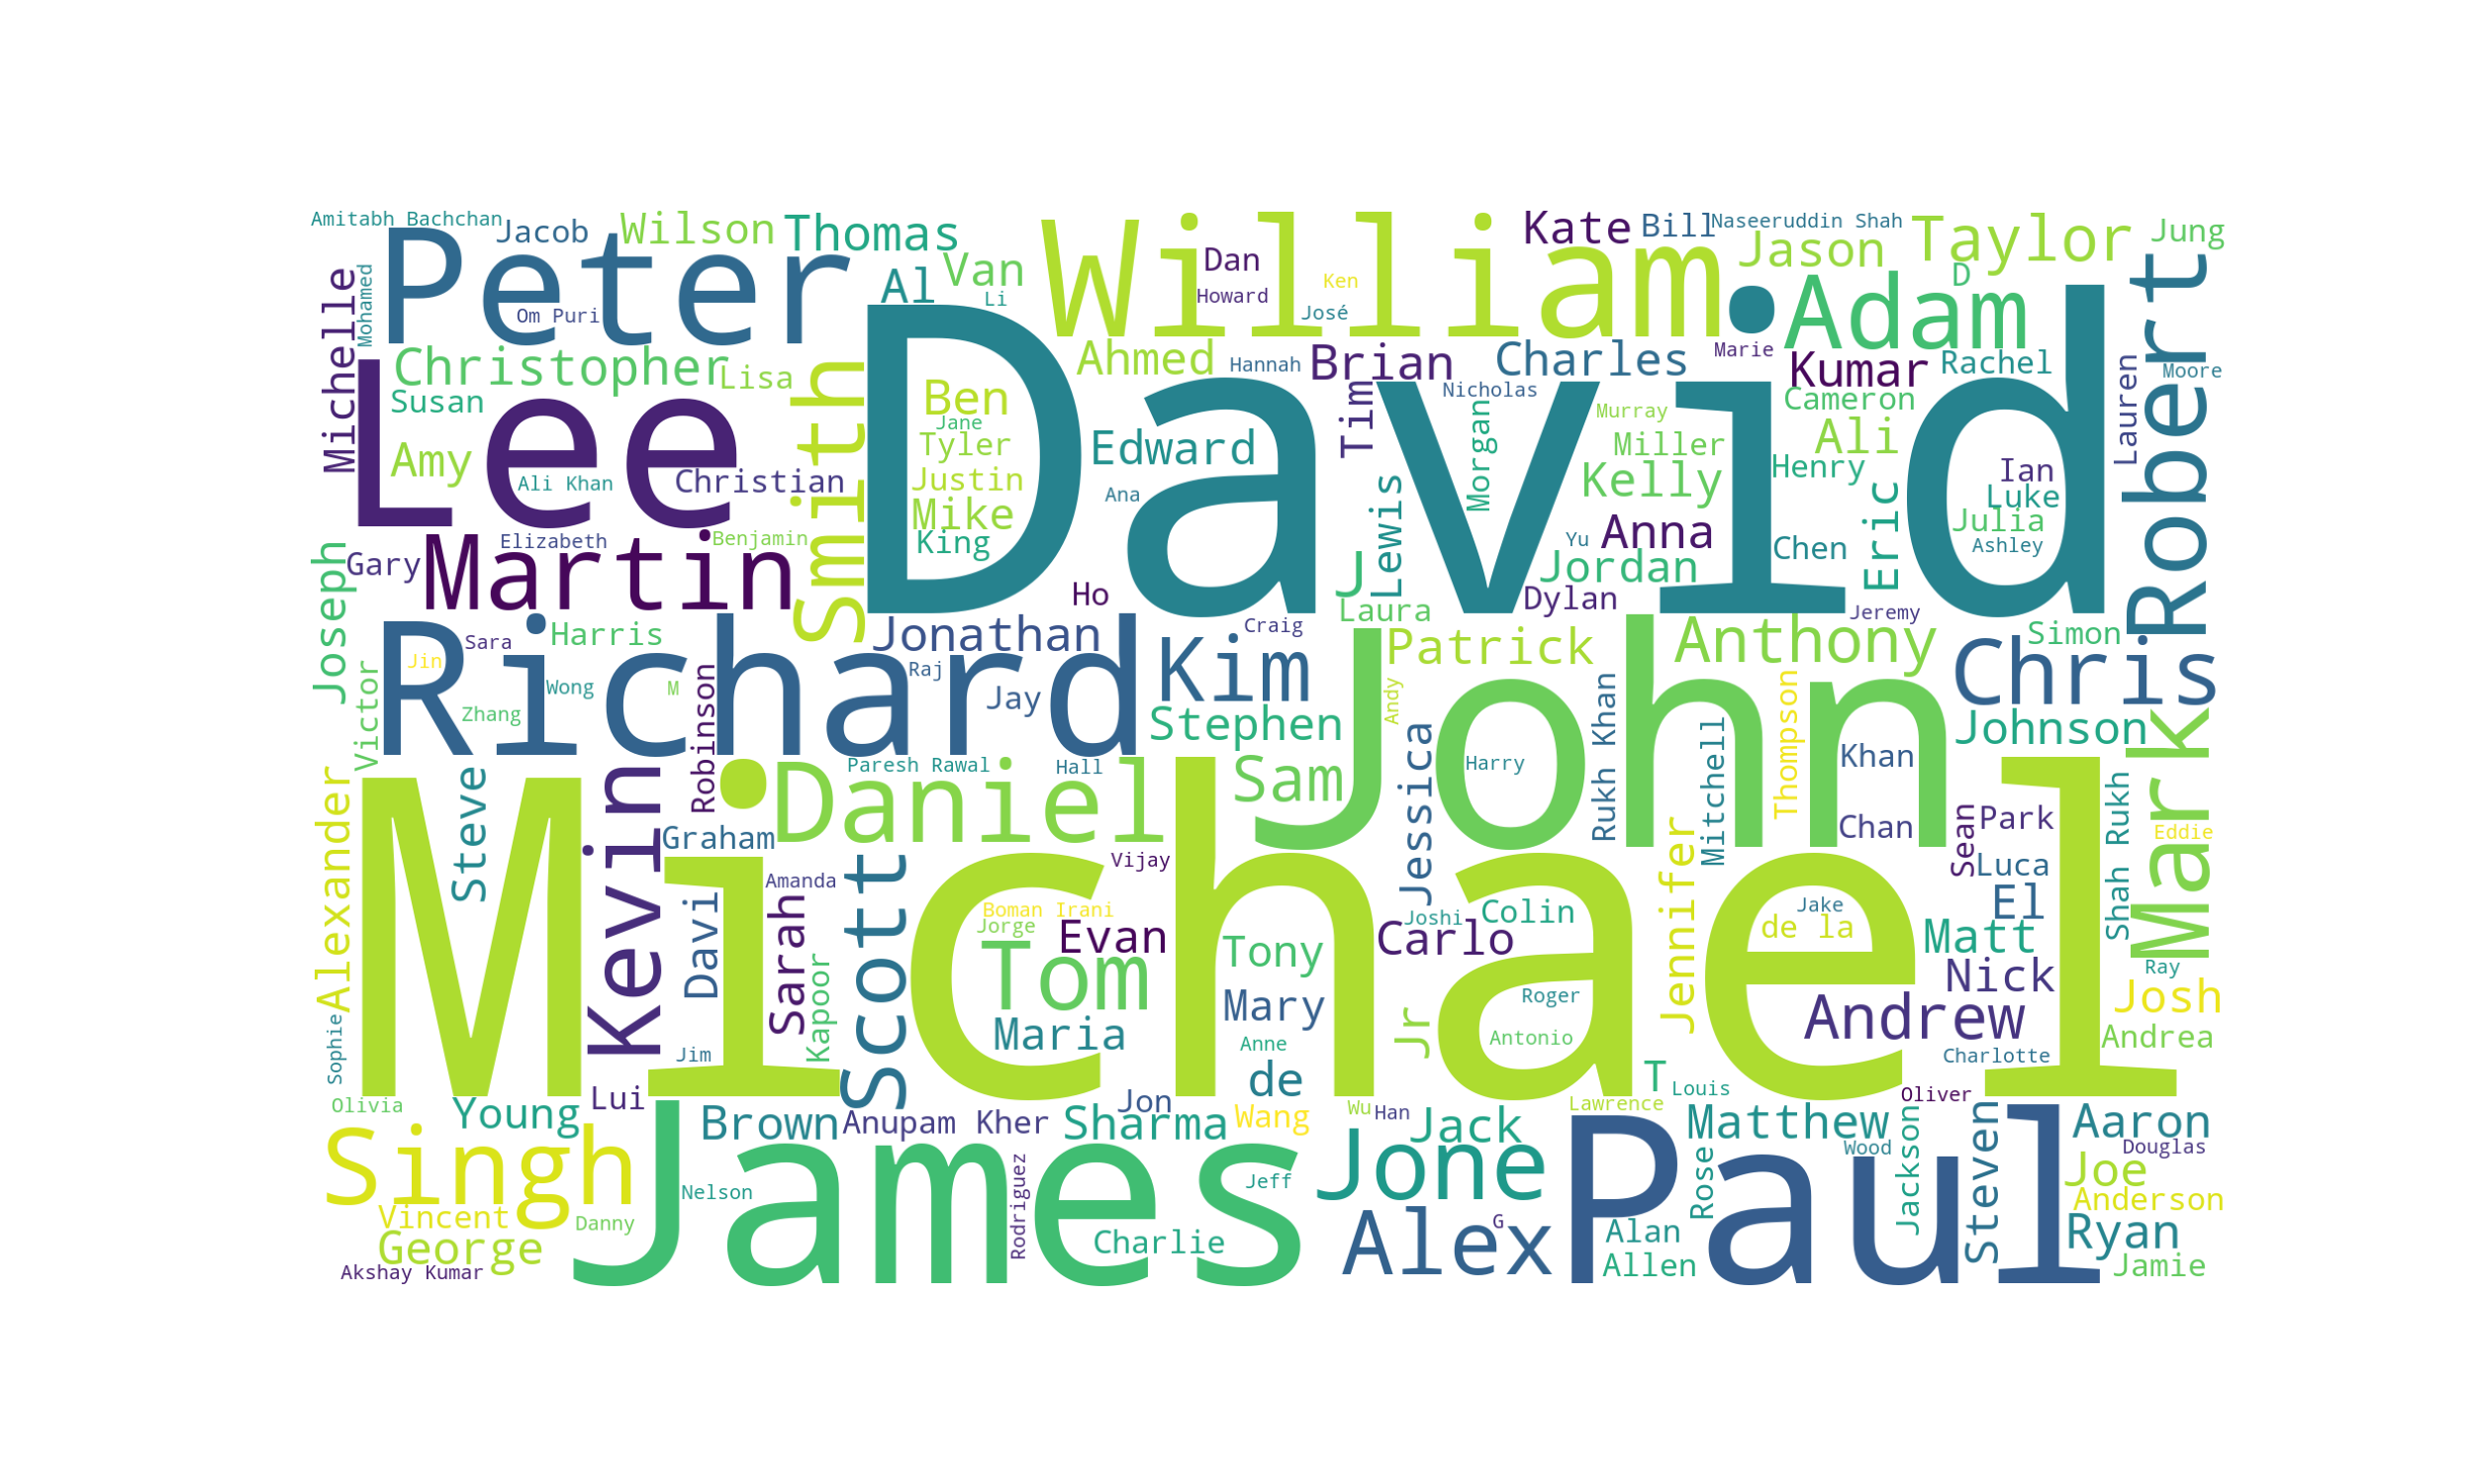 Amitabh Bachchan
Jacob
Wilson
Thomas
William
Kate
Bill
Naseeruddin Shah
Taylor
Jung
Peter
Al
Van
Dan
Ken
Jason
D
Robert
Mohamed
Michelle
Om Puri
Li
Howard
José
Adam
Christopher
Lisa
Smith
David
Ahmed
Hannah
Brian
Charles
Marie
Kumar
Rachel
Lauren
Moore
Susan
Lee
Ben
Jane
Tyler
Edward
Tim
Nicholas
Morgan
Murray
Miller
Cameron
Ali
Amy
Ali Khan
Christian
Justin
Ana
Lewis
Kelly
Henry
Ian
Luke
Mike
King
Eric
Julia
Ashley
Joseph
Gary
Elizabeth
Martin
Benjamin
Yu
Anna
Chen
Jordan
Ho
J
Laura
Dylan
Jeremy
Richard
Jin
Sara
Harris
Jonathan
Craig
Kim
Patrick
Anthony
Simon
Chris
Victor
Zhang
Wong
M
Robinson
Raj
Jay
Stephen
Andy
John
Rukh Khan
Mitchell
Thompson
Khan
Johnson
Mark
Alexander
Steve
Kevin
Graham
Daniel
Paresh Rawal
Hall
Sam
Jessica
Harry
Chan
Sean
Park
Shah Rukh
Eddie
Michael
Davi
Amanda
Sarah
Scott
Vijay
Boman Irani
Jorge
Evan
Tom
Joshi
Carlo
Colin
Jennifer
Jake
de la
Luca
El
Matt
Ray
Kapoor
Tony
Mary
Maria
Roger
Antonio
Nick
Andrew
Josh
Andrea
Sophie
Jim
Anne
Jr
Charlotte
Olivia
Young
Lui
de
T
Louis
Oliver
Brown
Anupam Kher
Jon
Sharma
Wang
Wu
Han
Jack
Lawrence
Matthew
Wood
Steven
Aaron
Douglas
Singh
James
Nelson
Rodriguez
Jeff
Jone
Paul
Rose
Jackson
Joe
Anderson
Vincent
Danny
George
Charlie
Alex
G
Alan
Ryan
Akshay Kumar
Allen
Jamie